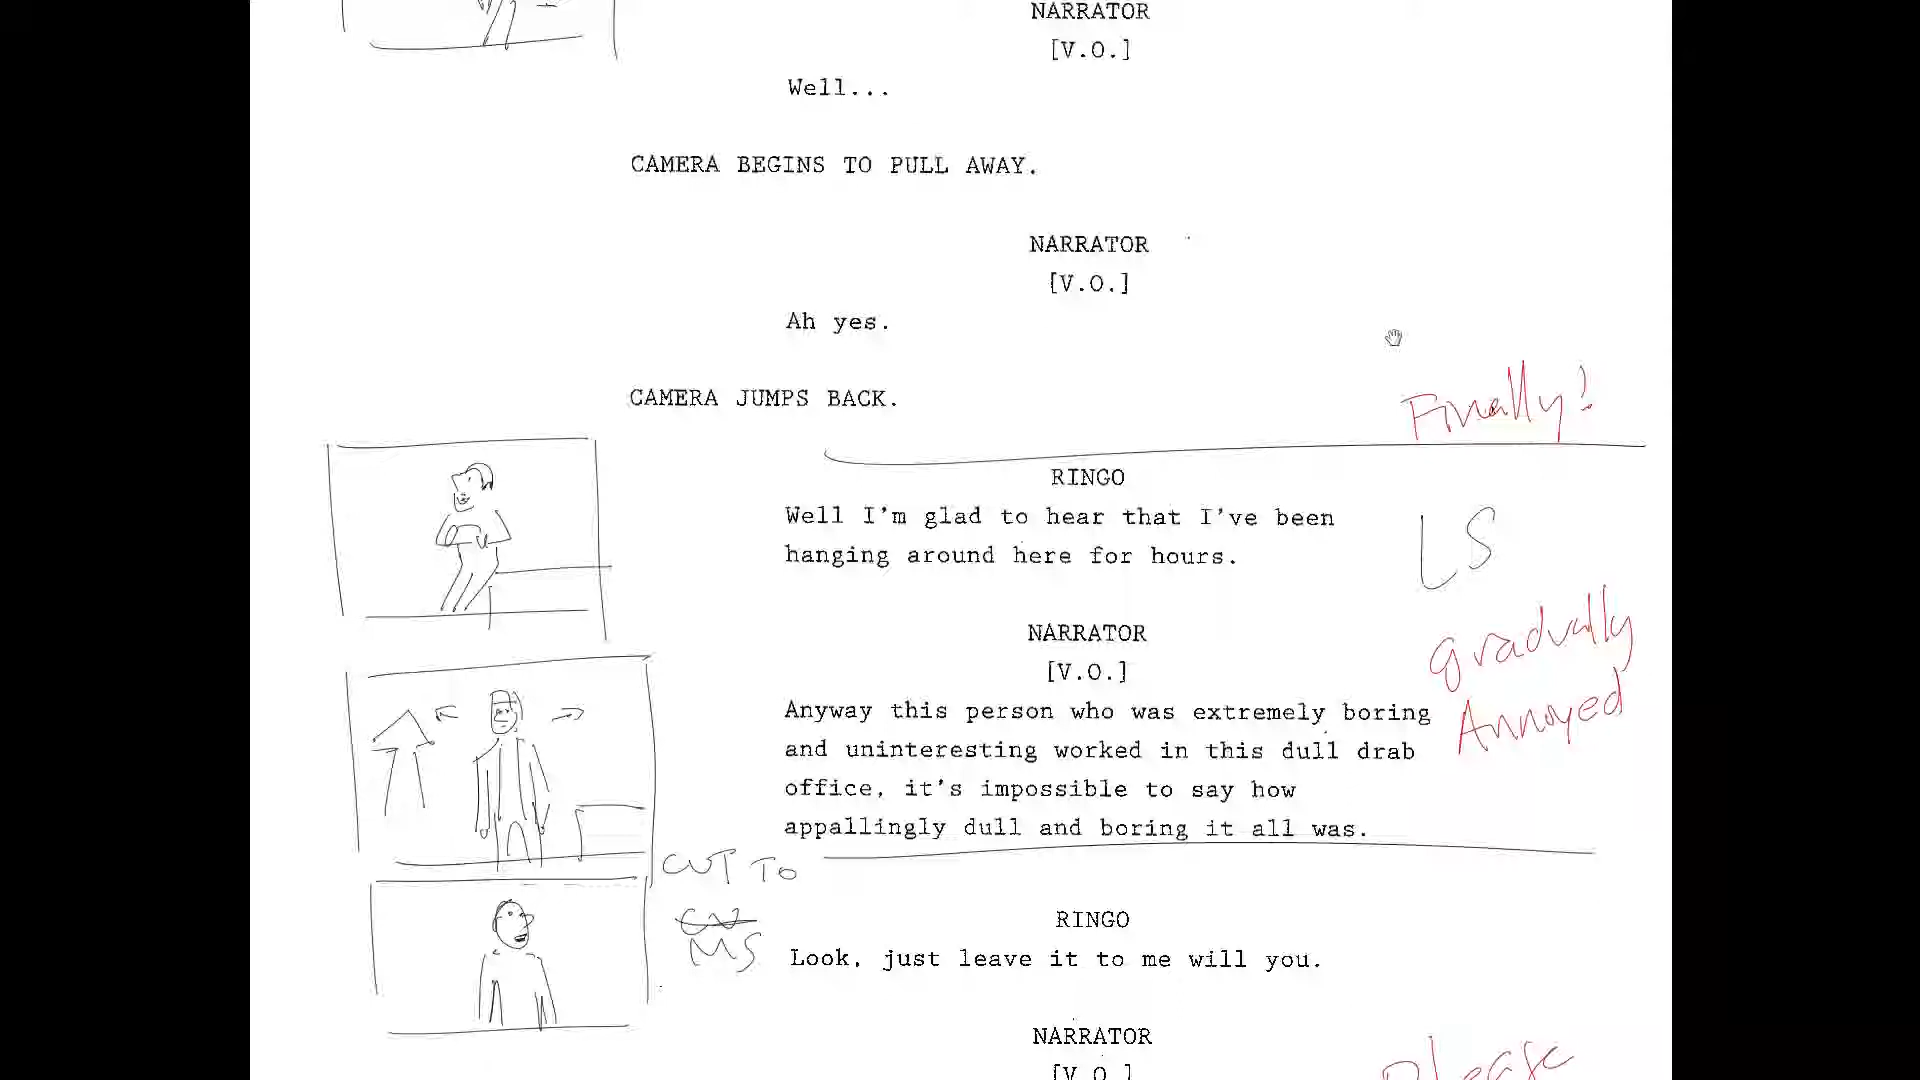 NARRATOR
[V.O.]
Well...
CAMERA BEGINS TO PULL AWAY.
NARRATOR
[V.O.]
Ah yes.
CAMERA JUMPS BACK.
Finally!
RINGO
Well I'm glad to hear that I've been
hanging around here for hours.
LS
NARRATOR
[V.O.]
Anyway this person who was extremely boring
and uninteresting worked in this dull drab
office, it's impossible to say how
appallingly dull and boring it all was.
gradually
Annoyed
CUT TO
MS
RINGO
Look, just leave it to me will you.
NARRATOR
[V.O.]
Please